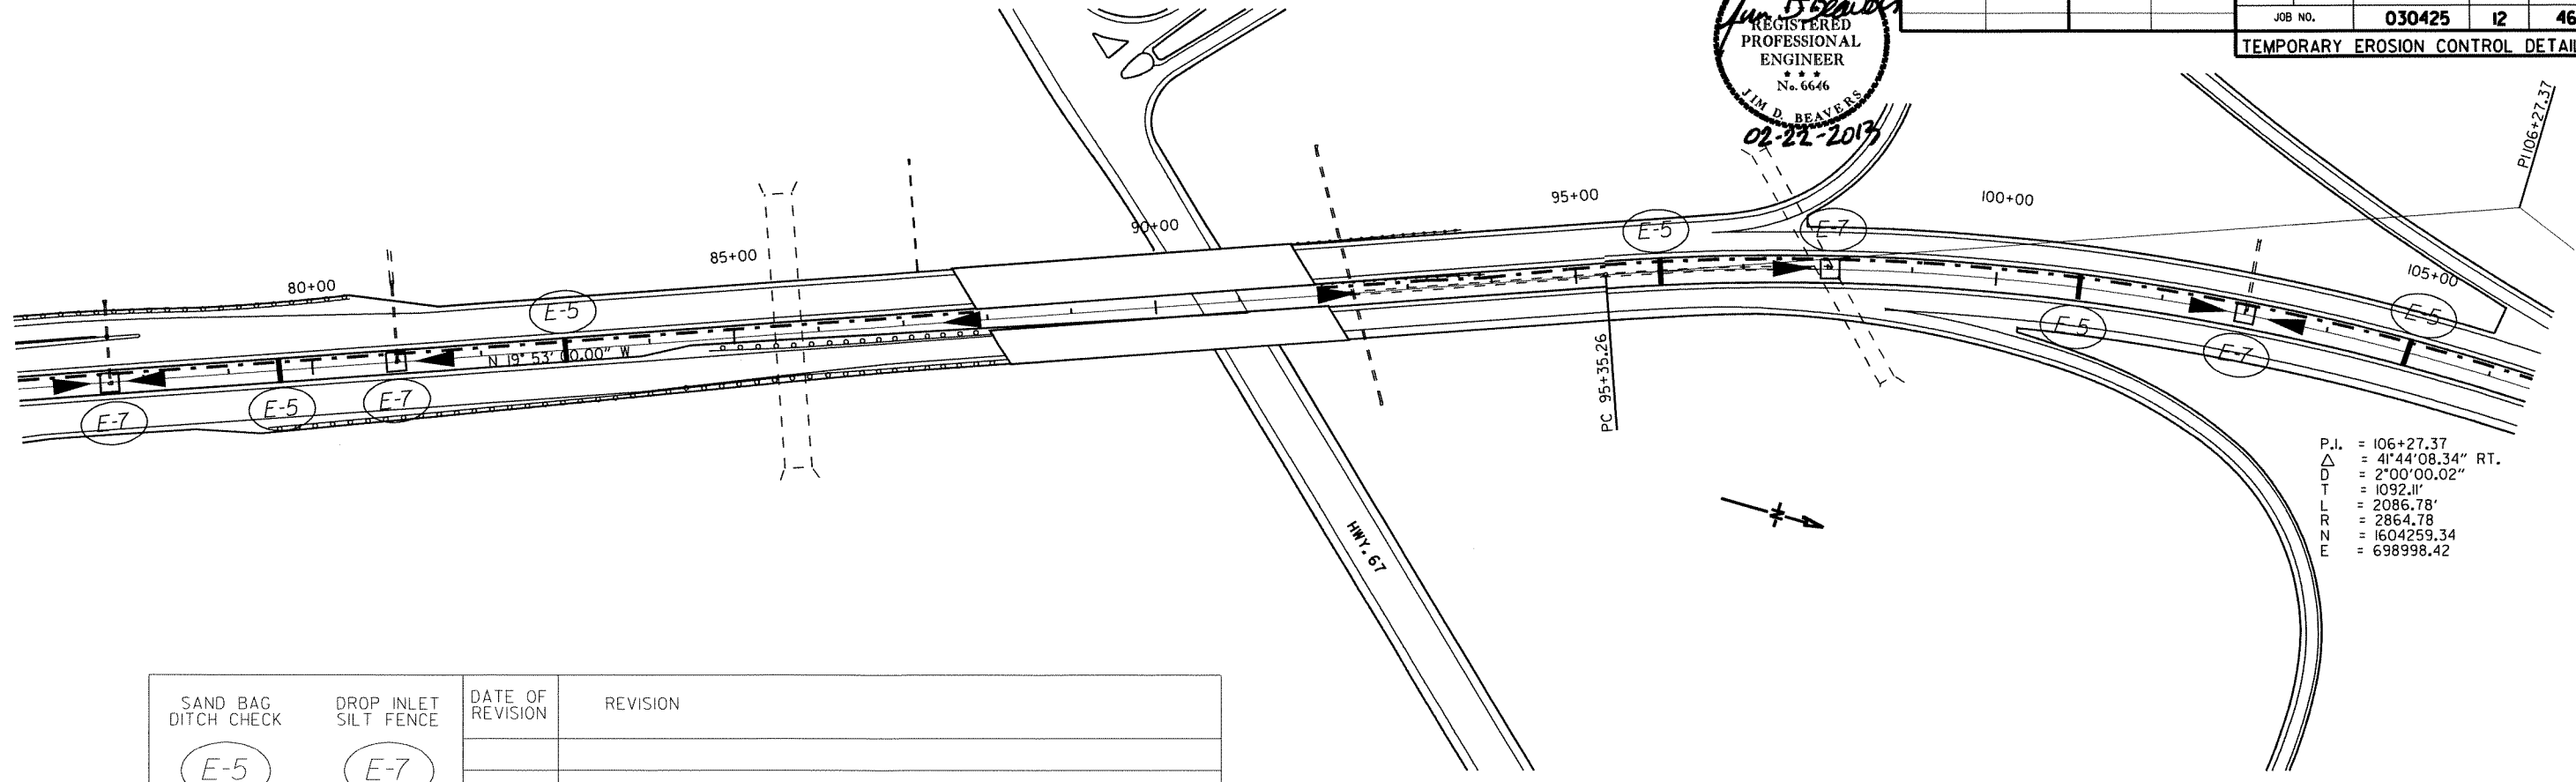 Jim D Beavers
REGISTERED
PROFESSIONAL
ENGINEER
* * *
No. 6646
JIM D. BEAVERS
02-22-2013
JOB NO. 030425 12 46
TEMPORARY EROSION CONTROL DETAIL
PI 106+27.37
80+00
85+00
90+00
95+00
100+00
105+00
E-5
E-5
E-7
E-5
N 19° 53' 00.00" W
E-7
E-5
E-7
E-5
E-7
PC 95+35.26
HWY. 67
N
P.I. = 106+27.37
△ = 41°44'08.34" RT.
D = 2°00'00.02"
T = 1092.11'
L = 2086.78'
R = 2864.78
N = 1604259.34
E = 698998.42
SAND BAG
DITCH CHECK
DROP INLET
SILT FENCE
DATE OF
REVISION
REVISION
E-5
E-7